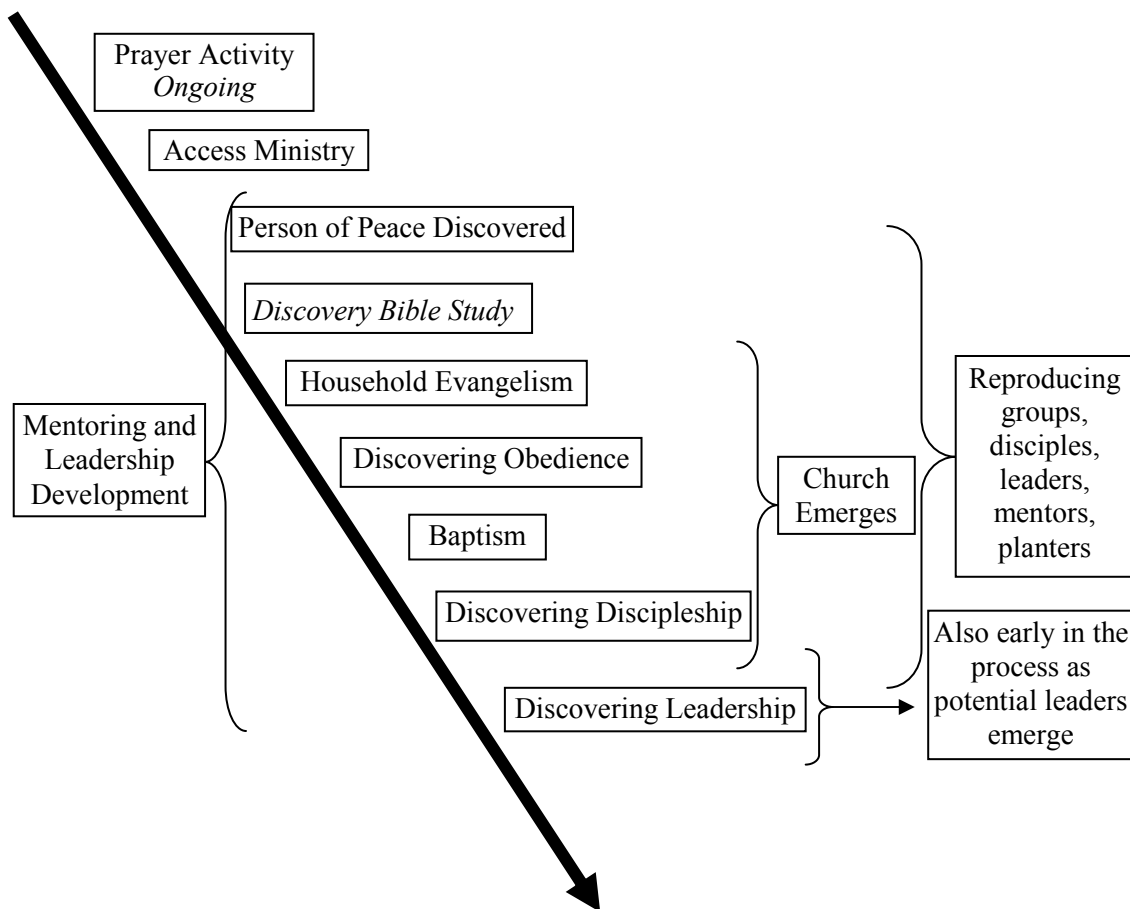 Prayer Activity
Ongoing
Access Ministry
Person of Peace Discovered
Discovery Bible Study
Household Evangelism
Discovering Obedience
Baptism
Discovering Discipleship
Discovering Leadership
Mentoring and
Leadership
Development
Church
Emerges
Reproducing
groups,
disciples,
leaders,
mentors,
planters
Also early in the
process as
potential leaders
emerge